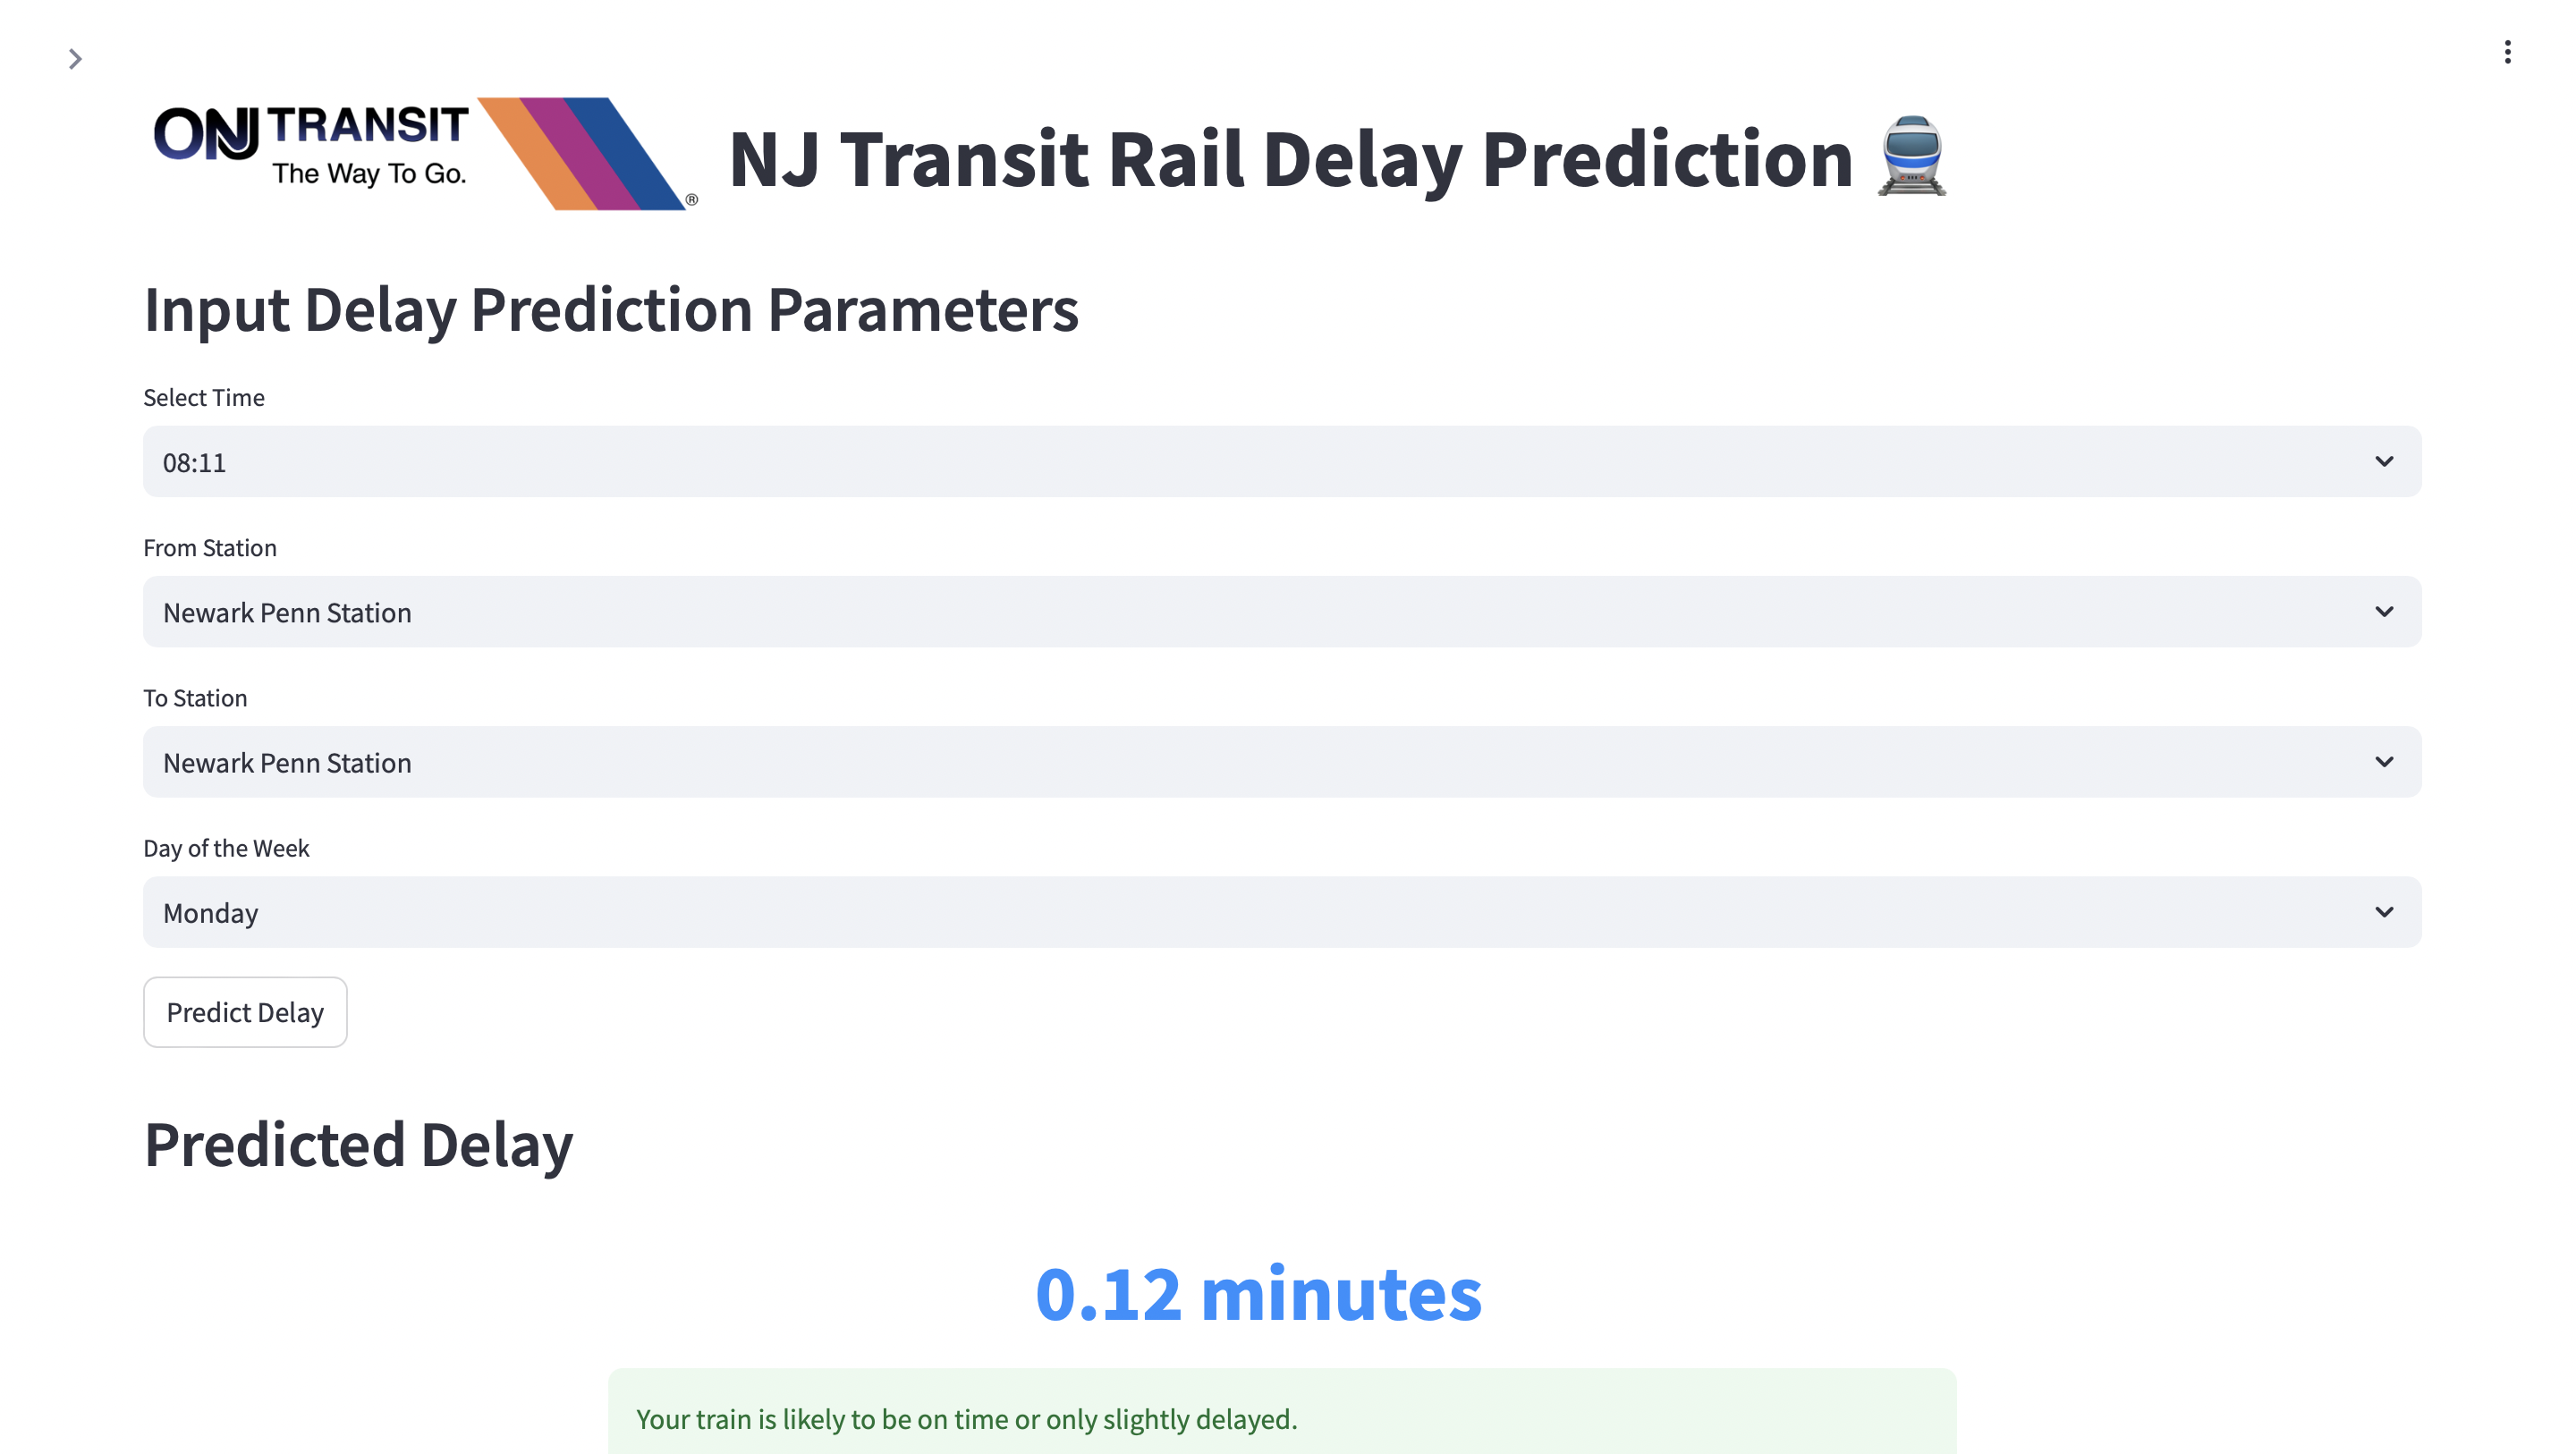 NJ TRANSIT
The Way To Go.
®
NJ Transit Rail Delay Prediction
Input Delay Prediction Parameters
Select Time
08:11
From Station
Newark Penn Station
To Station
Newark Penn Station
Day of the Week
Monday
Predict Delay
Predicted Delay
0.12 minutes
Your train is likely to be on time or only slightly delayed.